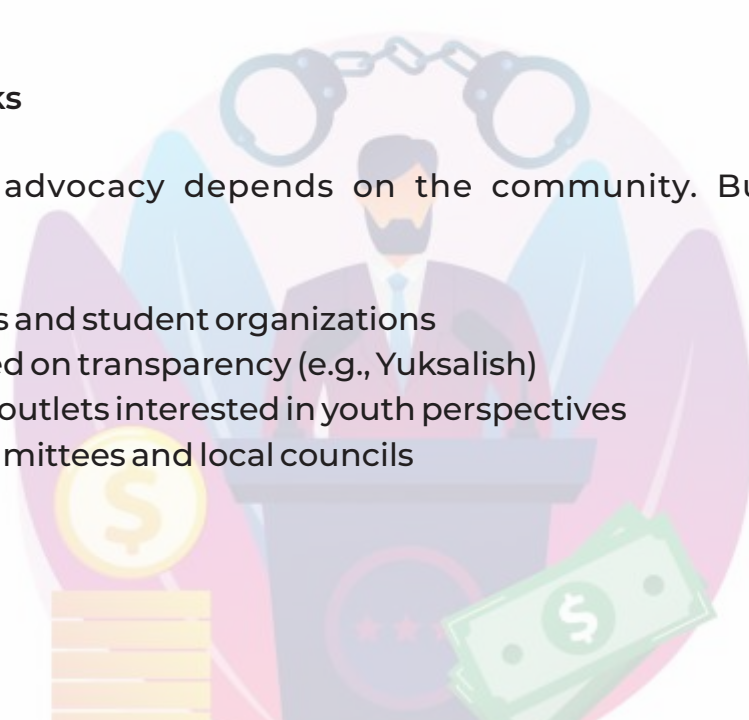 ks
advocacy depends on the community. Bu
s and student organizations
ed on transparency (e.g., Yuksalish)
outlets interested in youth perspectives
mittees and local councils